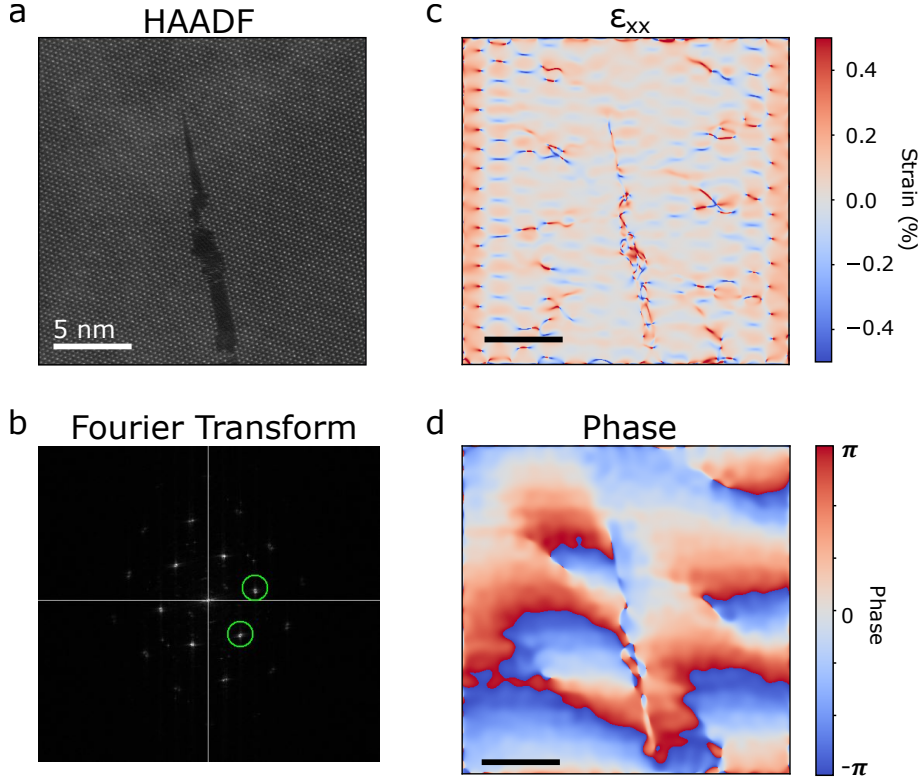 a
HAADF
5 nm
c
εxx
0.4
0.2
0.0
−0.2
−0.4
Strain (%)
b
Fourier Transform
d
Phase
π
0
-π
Phase